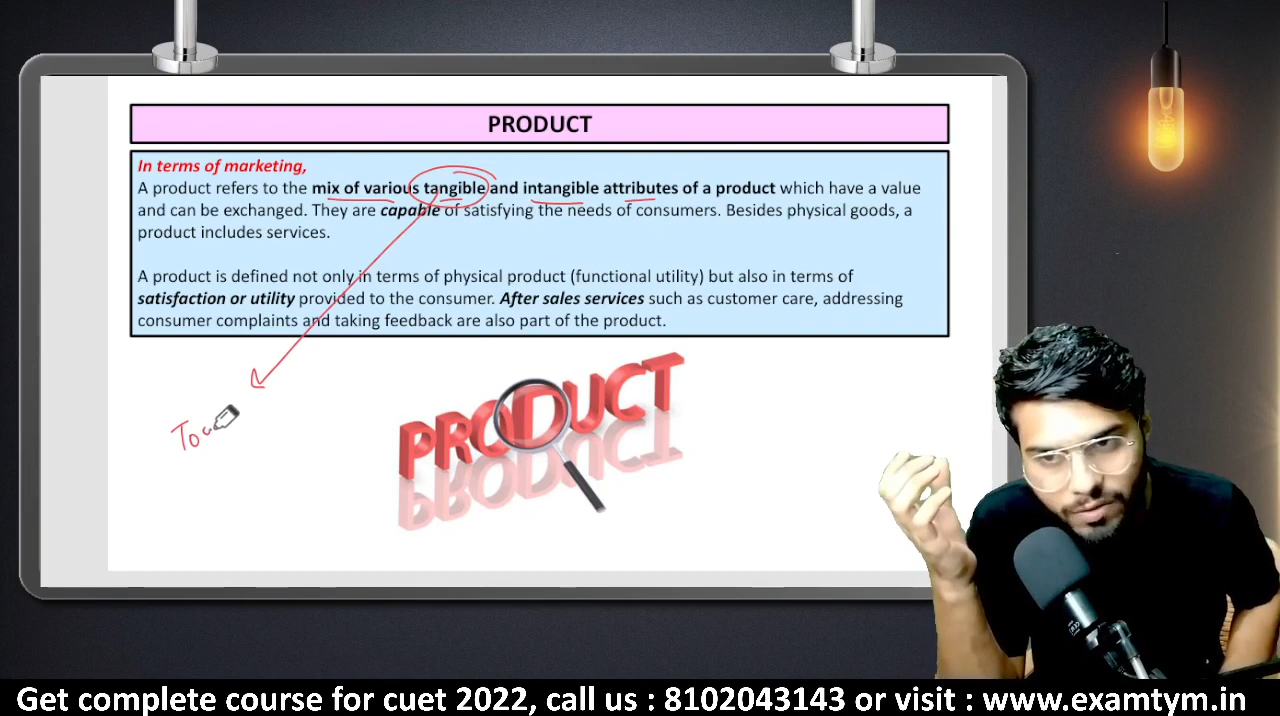 PRODUCT
In terms of marketing,
A product refers to the mix of various tangible and intangible attributes of a product which have a value
and can be exchanged. They are capable of satisfying the needs of consumers. Besides physical goods, a
product includes services.
A product is defined not only in terms of physical product (functional utility) but also in terms of
satisfaction or utility provided to the consumer. After sales services such as customer care, addressing
consumer complaints and taking feedback are also part of the product.
PRODUCT
Get complete course for cuet 2022, call us : 8102043143 or visit : www.examtym.in